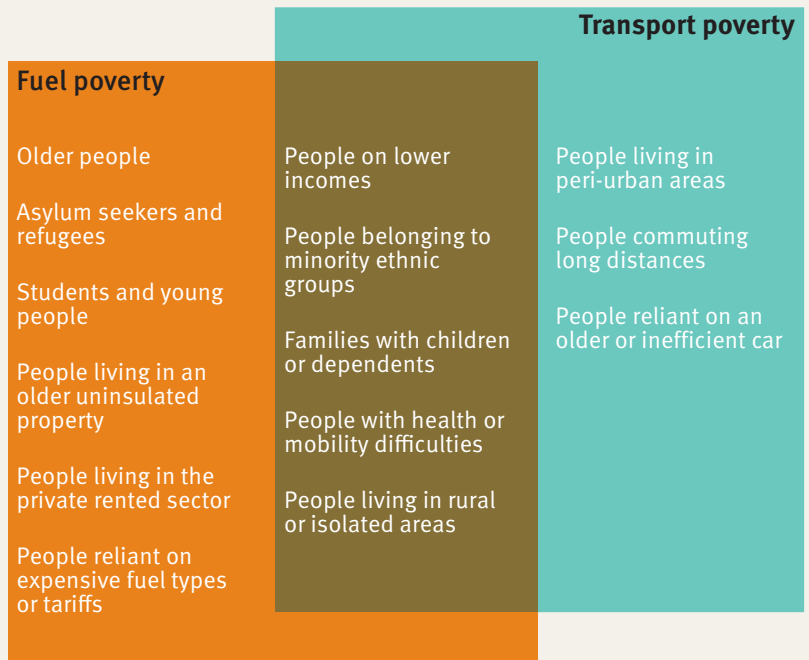 Transport poverty
Fuel poverty
Older people
Asylum seekers and
refugees
Students and young
people
People living in an
older uninsulated
property
People living in the
private rented sector
People reliant on
expensive fuel types
or tariffs
People on lower
incomes
People belonging to
minority ethnic
groups
Families with children
or dependents
People with health or
mobility difficulties
People living in rural
or isolated areas
People living in
peri-urban areas
People commuting
long distances
People reliant on an
older or inefficient car